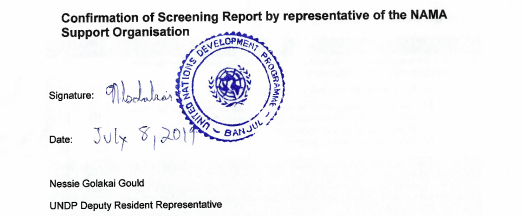 Confirmation of Screening Report by representative of the NAMA
Support Organisation
UNITED NATIONS DEVELOPMENT PROGRAMME
BANJUL
Signature:
Date: July 8, 2019
Nessie Golakai Gould
UNDP Deputy Resident Representative